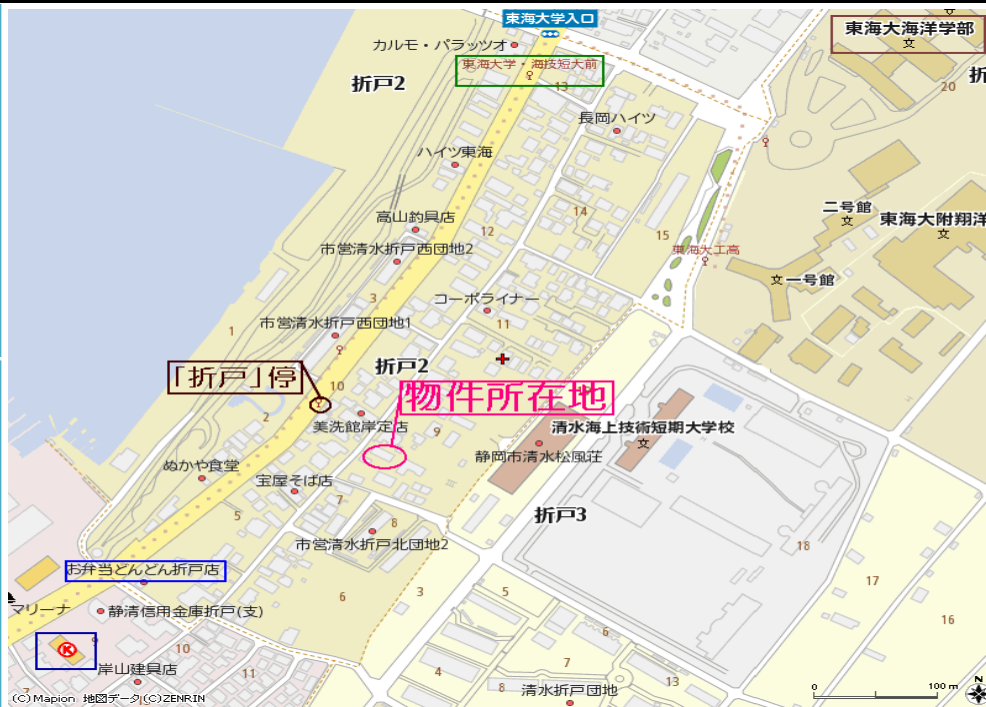 東海大学入口
カルモ・パラッツオ
東海大学・海技短大前
東海大海洋学部
折戸2
13
折
20
長岡ハイツ
ハイツ東海
14
二号館
東海大附翔洋
高山釣具店
12
15
市営清水折戸西団地2
東海大工高
一号館
3
コーポライナー
市営清水折戸西団地1
11
1
折戸2
「折戸」停
10
物件所在地
2
美洗館岸定店
9
清水海上技術短期大学校
静岡市清水松風荘
ぬかや食堂
宝屋そば店
7
折戸3
5
8
市営清水折戸北団地2
18
お弁当どんどん折戸店
17
6
3
5
マリーナ
静清信用金庫折戸(支)
16
6
K
10
岸山建具店
11
7
4
13
8
清水折戸団地
7
0
100 m
N
(C)Mapion 地図データ(C)ZENRIN